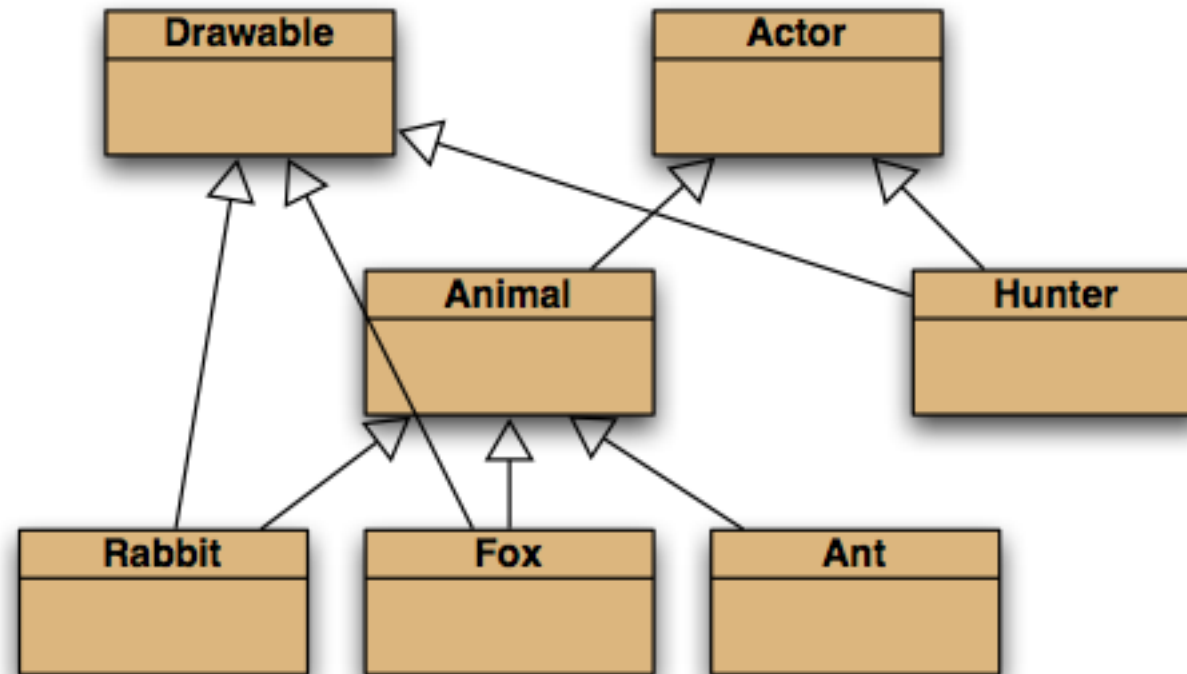 Drawable
Actor
Animal
Hunter
Rabbit
Fox
Ant